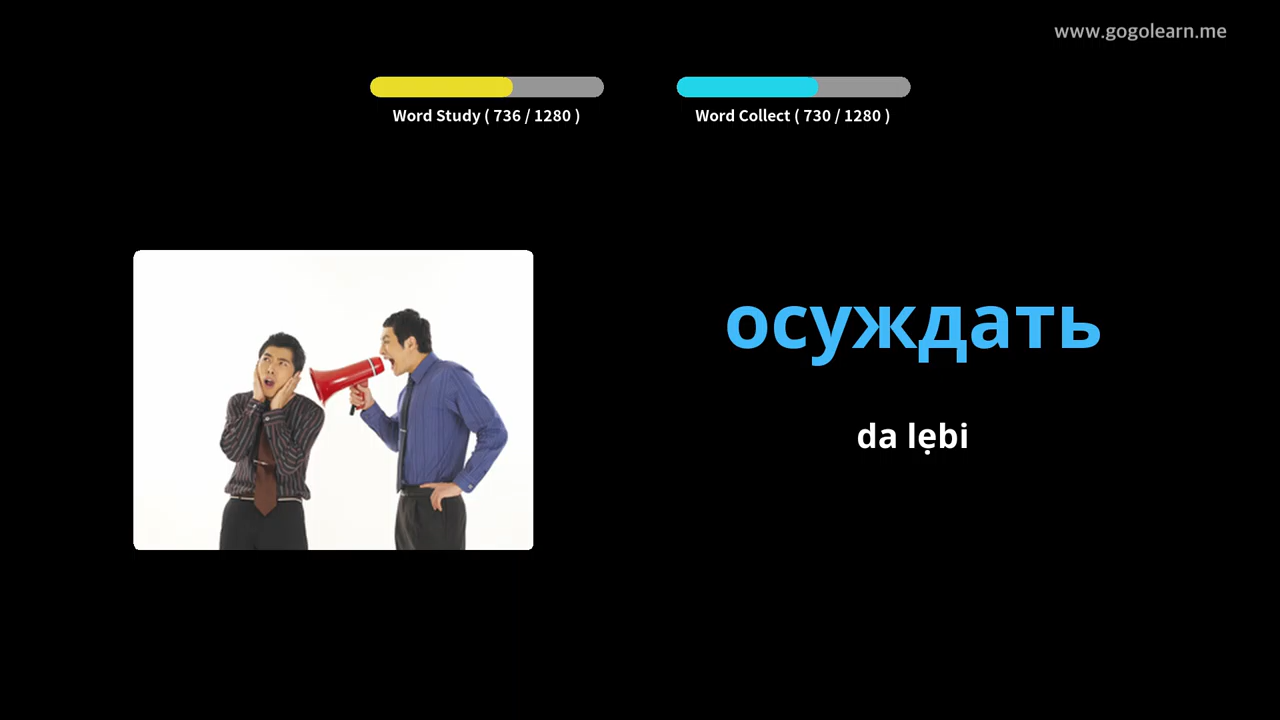 www.gogolearn.me
Word Study ( 736 / 1280 )
Word Collect ( 730 / 1280 )
осуждать
da lẹbi